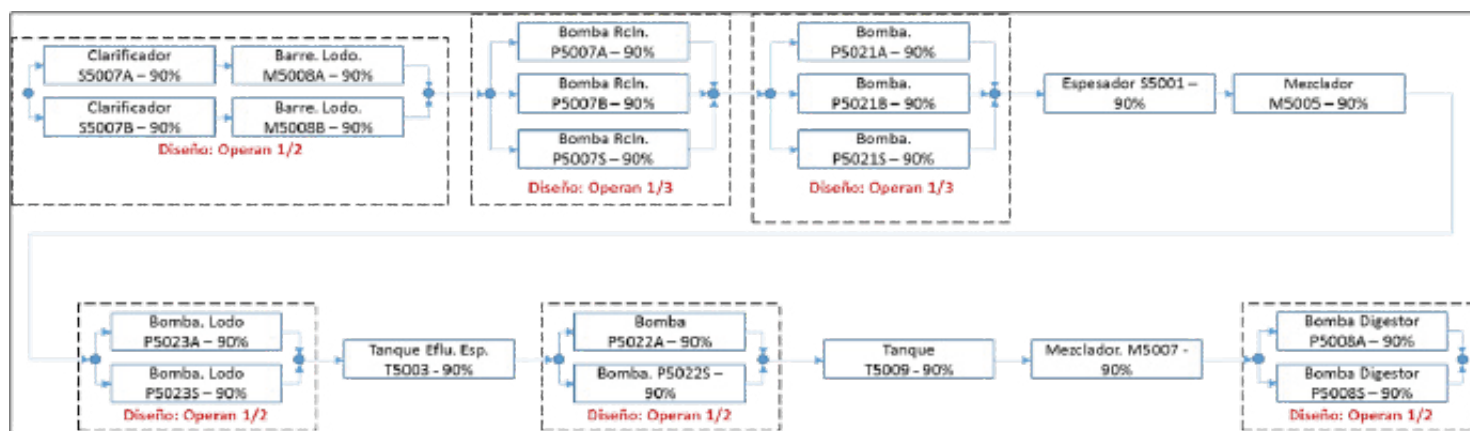 Clarificador
S5007A – 90%
Barre. Lodo.
M5008A – 90%
Clarificador
S5007B – 90%
Barre. Lodo.
M5008B – 90%
Diseño: Operan 1/2
Bomba Rcln.
P5007A – 90%
Bomba Rcln.
P5007B – 90%
Bomba Rcln.
P5007S – 90%
Diseño: Operan 1/3
Bomba.
P5021A – 90%
Bomba.
P5021B – 90%
Bomba.
P5021S – 90%
Diseño: Operan 1/3
Espesador S5001 –
90%
Mezclador
M5005 – 90%
Bomba. Lodo
P5023A – 90%
Bomba. Lodo
P5023S – 90%
Diseño: Operan 1/2
Tanque Eflu. Esp.
T5003 - 90%
Bomba
P5022A – 90%
Bomba. P5022S –
90%
Diseño: Operan 1/2
Tanque
T5009 - 90%
Mezclador. M5007 -
90%
Bomba Digestor
P5008A – 90%
Bomba Digestor
P5008S – 90%
Diseño: Operan 1/2